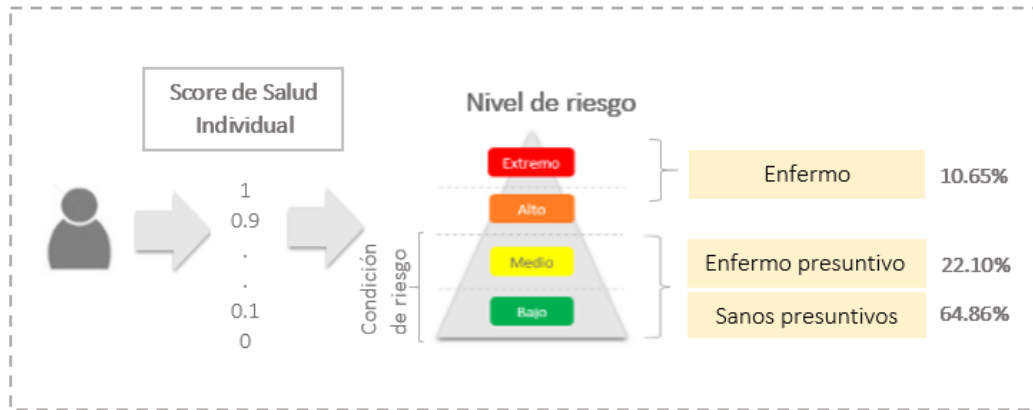 Score de Salud
Individual
1
0.9
.
.
0.1
0
Nivel de riesgo
Extremo
Alto
Medio
Bajo
Condición
de riesgo
Enfermo
10.65%
Enfermo presuntivo
22.10%
Sanos presuntivos
64.86%